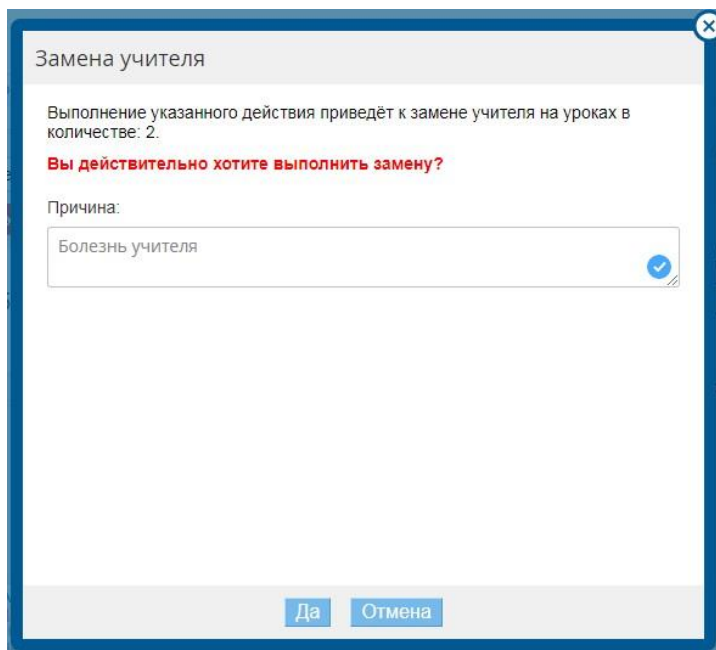 Замена учителя
Выполнение указанного действия приведёт к замене учителя на уроках в
количестве: 2.
Вы действительно хотите выполнить замену?
Причина:
Болезнь учителя
Да Отмена